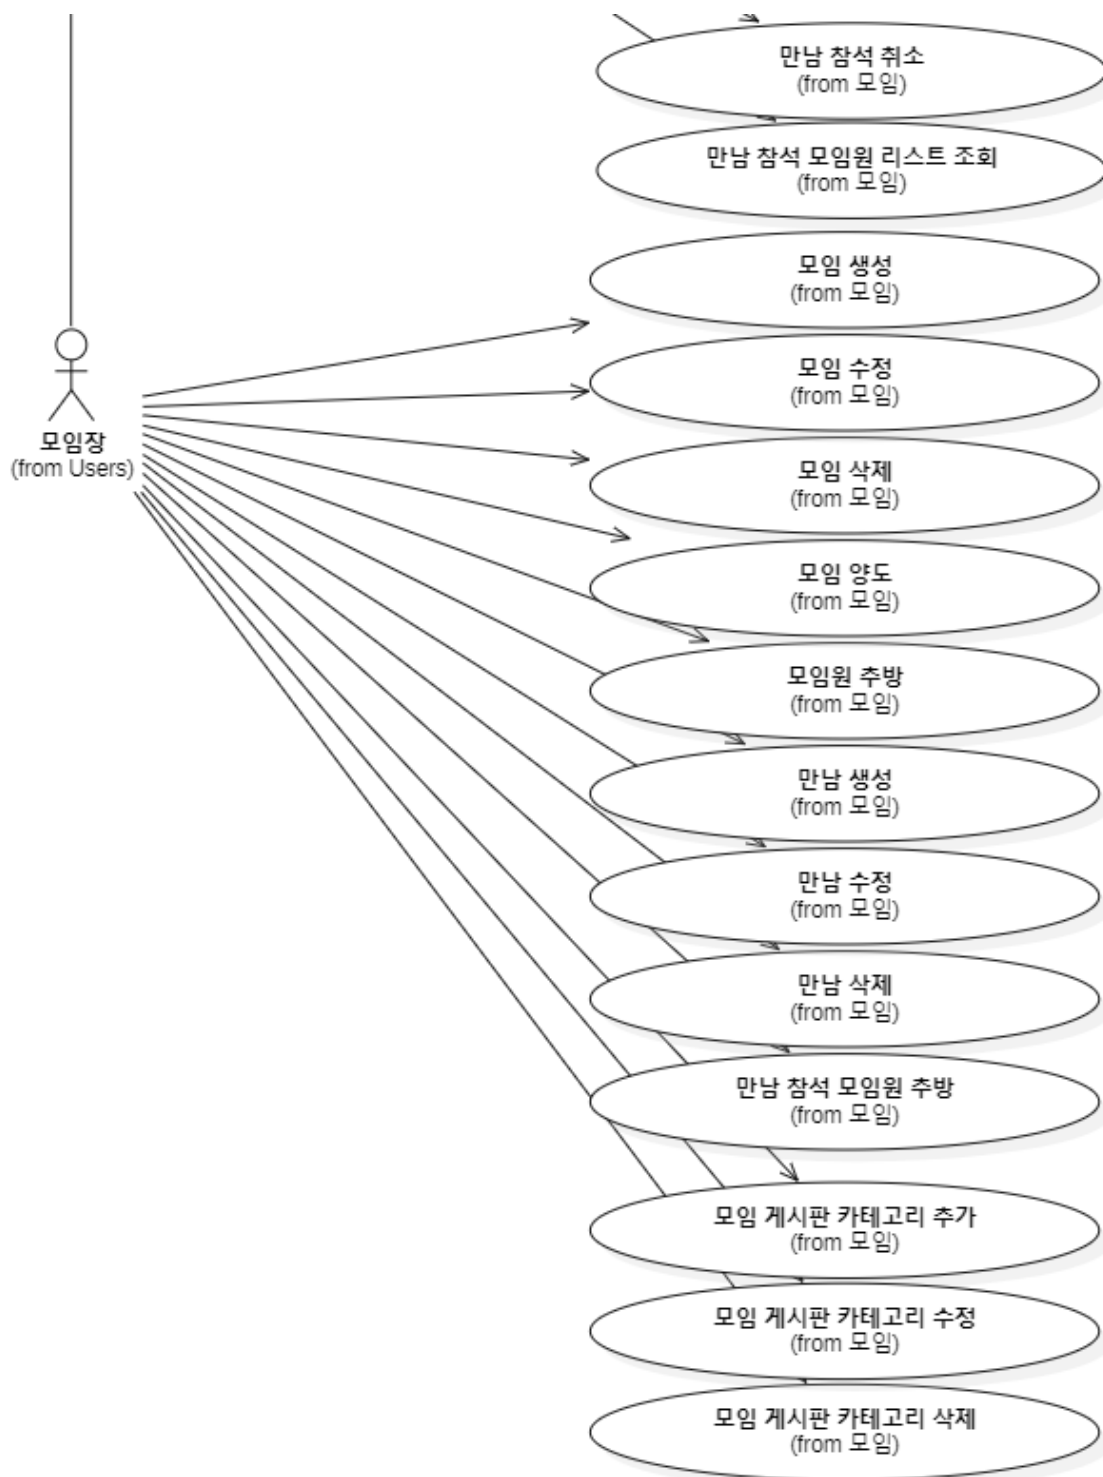 만남 참석 취소
(from 모임)
만남 참석 모임원 리스트 조회
(from 모임)
모임 생성
(from 모임)
모임 수정
(from 모임)
모임장
(from Users)
모임 삭제
(from 모임)
모임 양도
(from 모임)
모임원 추방
(from 모임)
만남 생성
(from 모임)
만남 수정
(from 모임)
만남 삭제
(from 모임)
만남 참석 모임원 추방
(from 모임)
모임 게시판 카테고리 추가
(from 모임)
모임 게시판 카테고리 수정
(from 모임)
모임 게시판 카테고리 삭제
(from 모임)